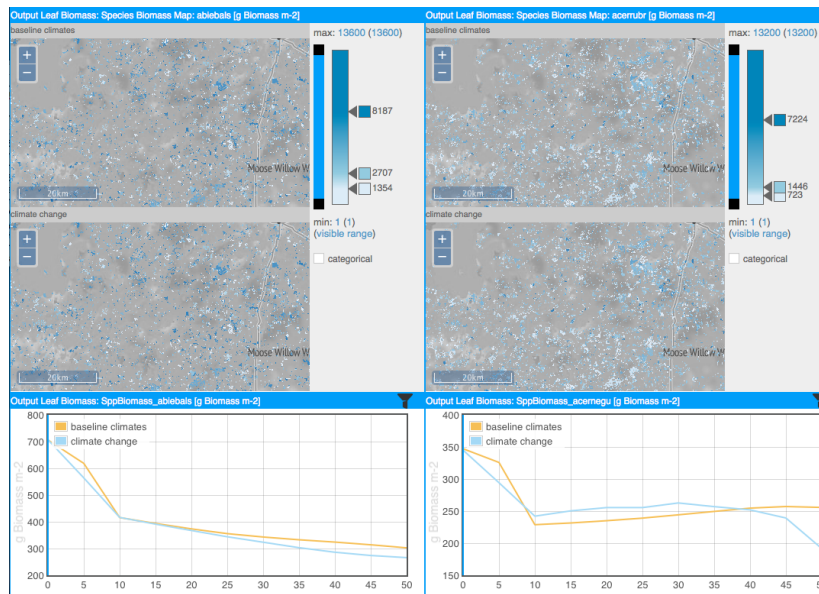 Output Leaf Biomass: Species Biomass Map: abiebals [g Biomass m-2]
baseline climates
+
−
Moose Willow W
20km
climate change
+
−
Moose Willow W
20km
max: 13600 (13600)
8187
2707
1354
min: 1 (1)
(visible range)
categorical
Output Leaf Biomass: Species Biomass Map: acerrubr [g Biomass m-2]
baseline climates
+
−
Moose Willow W
20km
climate change
+
−
Moose Willow W
20km
max: 13200 (13200)
7224
1446
723
min: 1 (1)
(visible range)
categorical
Output Leaf Biomass: SppBiomass_abiebals [g Biomass m-2]
g Biomass m-2
800
700
600
500
400
300
200
baseline climates
climate change
0 5 10 15 20 25 30 35 40 45 50
Output Leaf Biomass: SppBiomass_acernegu [g Biomass m-2]
g Biomass m-2
400
350
300
250
200
150
baseline climates
climate change
0 5 10 15 20 25 30 35 40 45